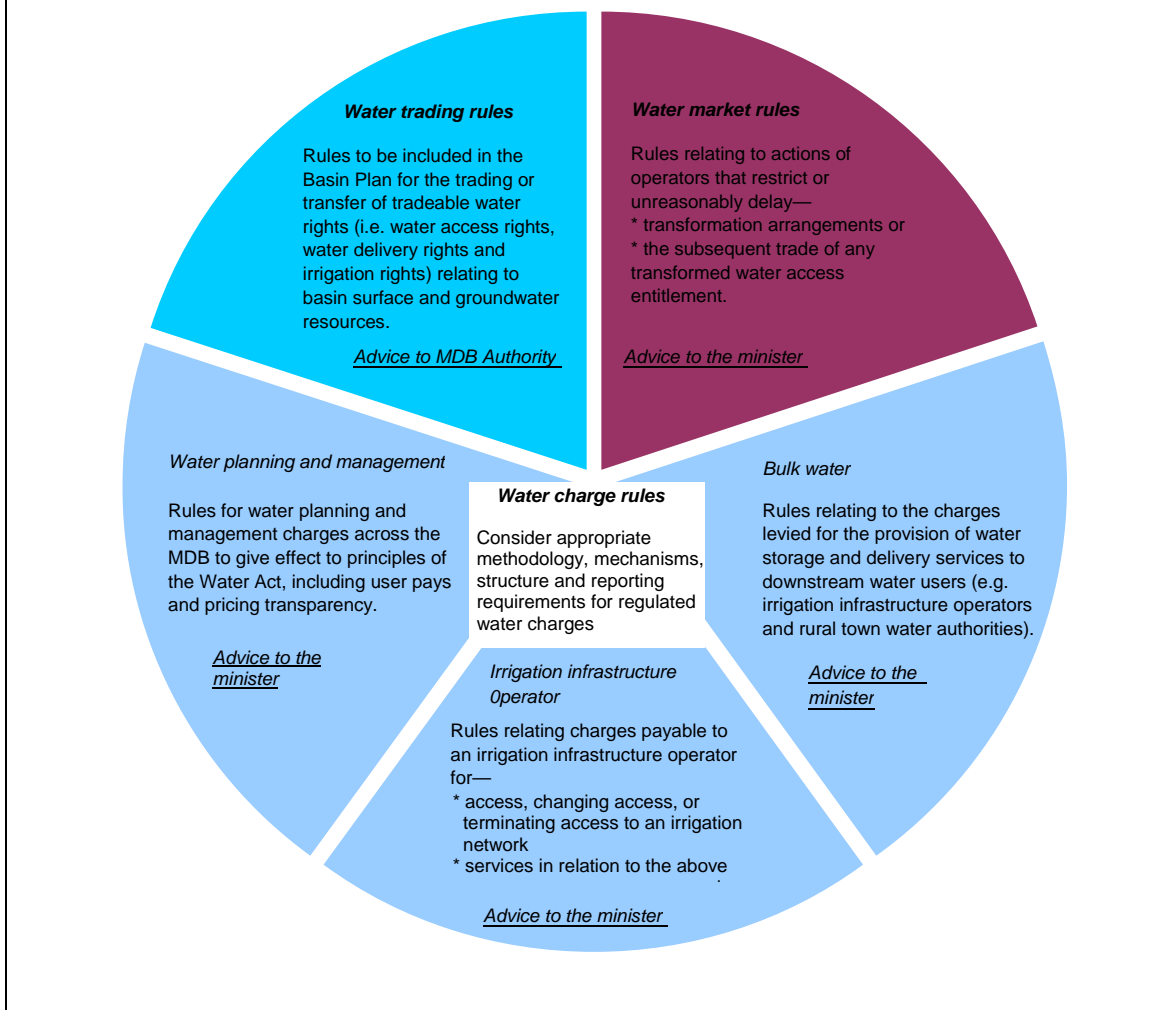 Water trading rules
Rules to be included in the
Basin Plan for the trading or
transfer of tradeable water
rights (i.e. water access rights,
water delivery rights and
irrigation rights) relating to
basin surface and groundwater
resources.
Advice to MDB Authority
Water market rules
Rules relating to actions of
operators that restrict or
unreasonably delay—
* transformation arrangements or
* the subsequent trade of any
transformed water access
entitlement.
Advice to the minister
Water planning and management
Rules for water planning and
management charges across the
MDB to give effect to principles of
the Water Act, including user pays
and pricing transparency.
Advice to the
minister
Water charge rules
Consider appropriate
methodology, mechanisms,
structure and reporting
requirements for regulated
water charges
Bulk water
Rules relating to the charges
levied for the provision of water
storage and delivery services to
downstream water users (e.g.
irrigation infrastructure operators
and rural town water authorities).
Advice to the
minister
Irrigation infrastructure
0perator
Rules relating charges payable to
an irrigation infrastructure operator
for—
* access, changing access, or
terminating access to an irrigation
network
* services in relation to the above
Advice to the minister